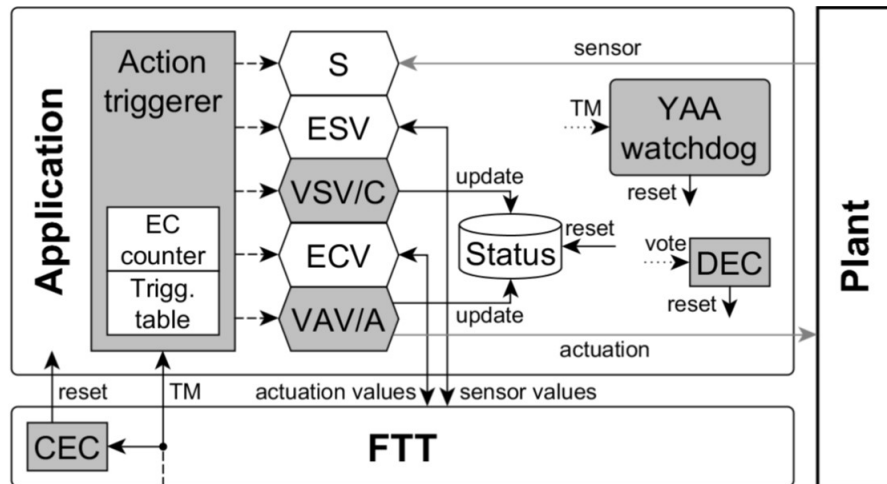 Application
Action
triggerer
EC
counter
Trigg.
table
S
ESV
VSV/C
ECV
VAV/A
sensor
TM
YAA
watchdog
reset
update
Status
reset
vote
DEC
reset
update
actuation
Plant
reset
TM
actuation values
sensor values
CEC
FTT